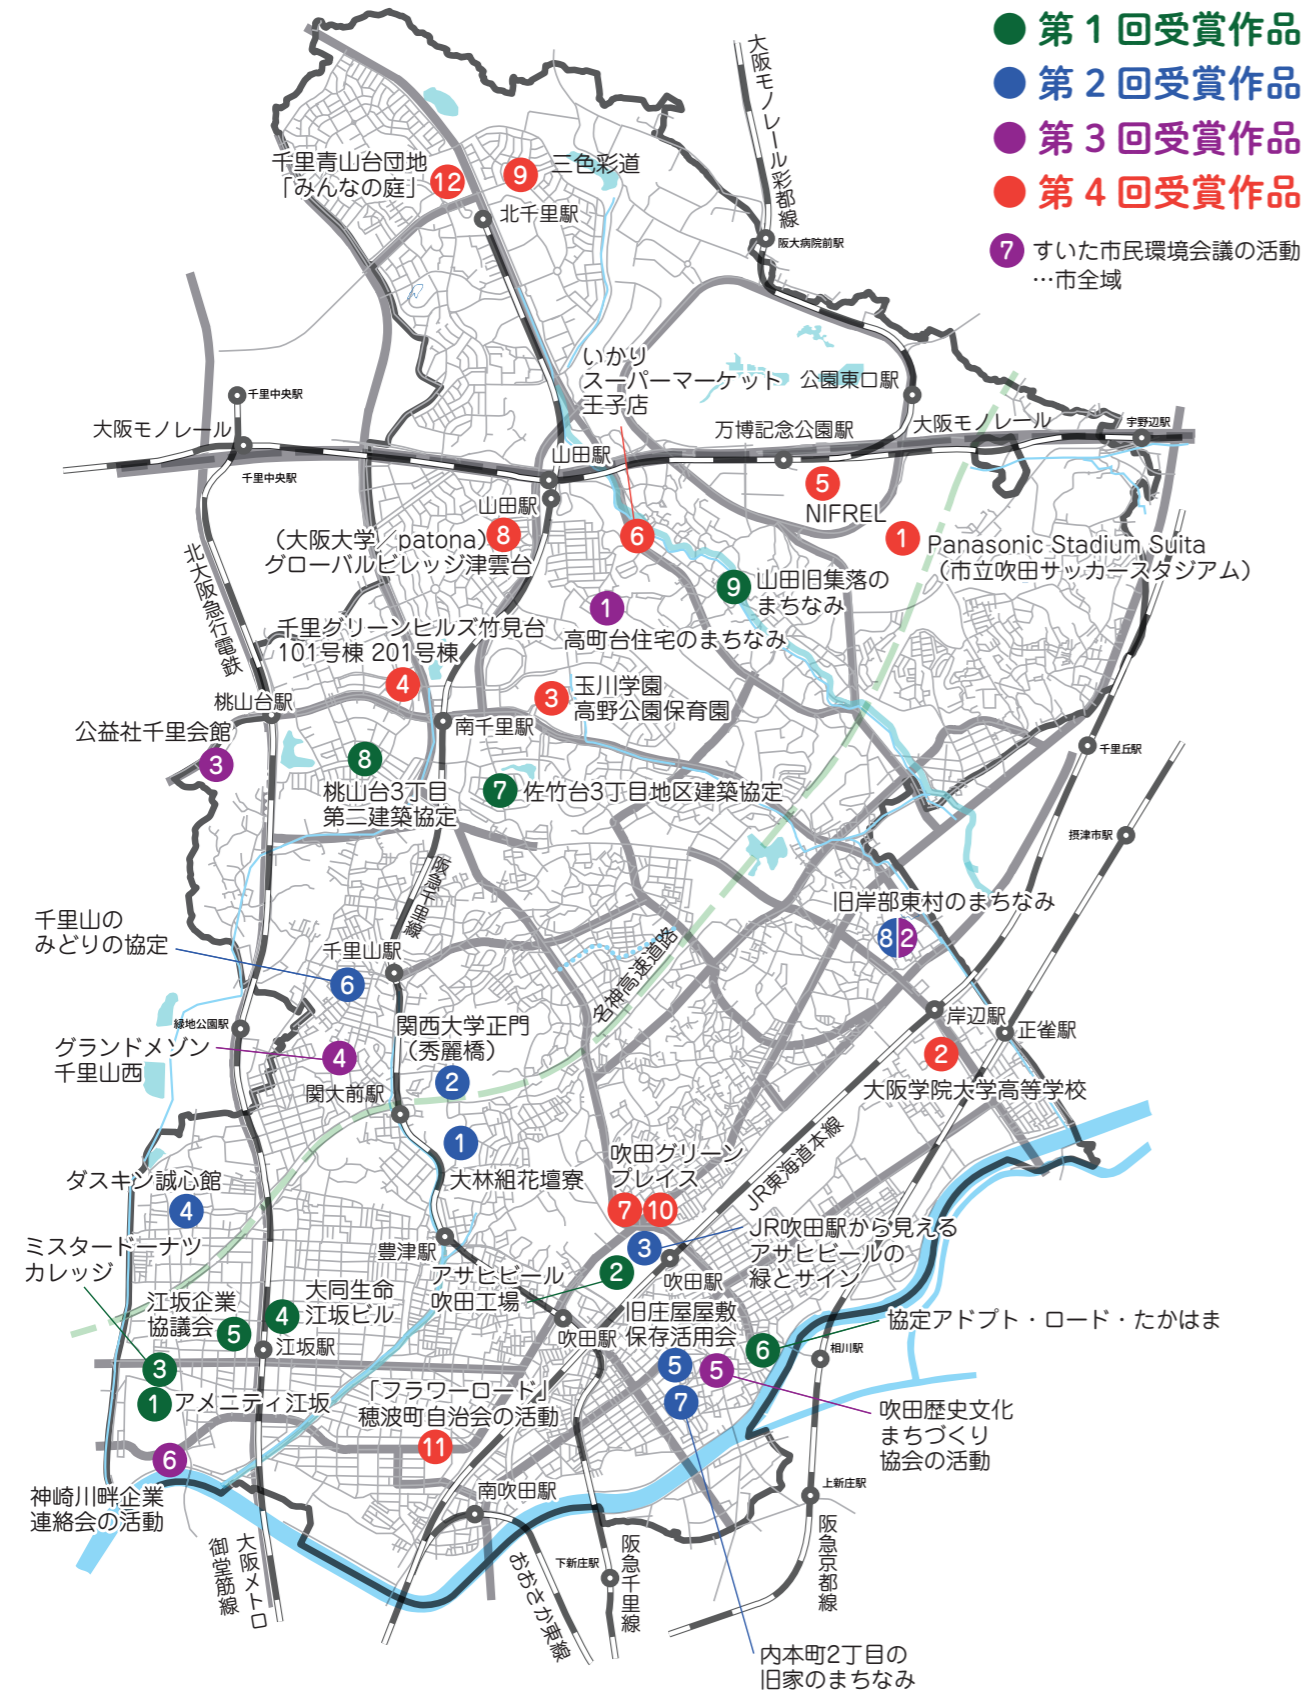 第1回受賞作品
第2回受賞作品
第3回受賞作品
第4回受賞作品
7 すいた市民環境会議の活動
…市全域
大阪モノレール彩都線
千里青山台団地
「みんなの庭」
12
9
三色彩道
北千里駅
阪大病院前駅
いかり
スーパーマーケット
王子店
公園東口駅
千里中央駅
大阪モノレール
万博記念公園駅
大阪モノレール
宇野辺駅
千里中央駅
山田駅
山田駅
5
NIFREL
（大阪大学／patona）
グローバルビレッジ津雲台
8
6
1
Panasonic Stadium Suita
（市立吹田サッカースタジアム）
北大阪急行電鉄
9
山田旧集落の
まちなみ
1
高町台住宅のまちなみ
千里グリーンヒルズ竹見台
101号棟 201号棟
4
3
玉川学園
高野公園保育園
桃山台駅
南千里駅
公益社千里会館
3
千里丘駅
8
桃山台3丁目
第二建築協定
7
佐竹台3丁目地区建築協定
摂津市駅
阪急千里線
旧岸部東村のまちなみ
8 2
千里山の
みどりの協定
千里山駅
6
名神高速道路
緑地公園駅
岸辺駅
正雀駅
グランドメゾン
千里山西
4
関西大学正門
（秀麗橋）
2
2
大阪学院大学高等学校
関大前駅
1
大林組花壇寮
吹田グリーン
プレイス
7
10
JR東海道本線
ダスキン誠心館
4
ミスタードーナツ
カレッジ
豊津駅
3
JR吹田駅から見える
アサヒビールの
緑とサイン
アサヒビール
吹田工場
2
吹田駅
江坂企業
協議会
5
4
大同生命
江坂ビル
江坂駅
吹田駅
旧庄屋屋敷
保存活用会
6
協定アドプト・ロード・たかはま
相川駅
3
5
5
1
アメニティ江坂
7
「フラワーロード」
穂波町自治会の活動
11
吹田歴史文化
まちづくり
協会の活動
6
神崎川畔企業
連絡会の活動
南吹田駅
上新庄駅
大阪メトロ
御堂筋線
おおさか東線
下新庄駅
阪急千里線
阪急京都線
内本町2丁目の
旧家のまちなみ